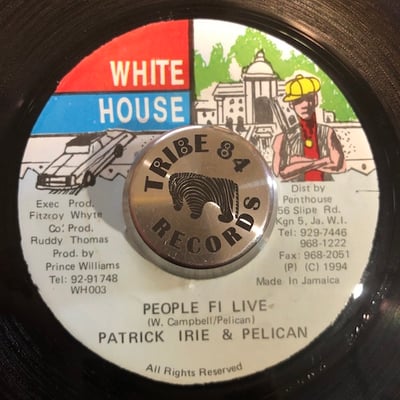 WHITE
HOUSE
TRIBE 84
RECORDS
Exec Prod.
Fitzroy Whyte
Co. Prod.
Ruddy Thomas
Prod. by
Prince Williams
Tel: 92-91748
WH003
Dist by
Penthouse
56 Slipe Rd.
Kgn 5, Ja. W.I.
Tel: 929-7446
968-1222
Fax: 968-2051
(P) (C) 1994
Made In Jamaica
PEOPLE FI LIVE
(W. Campbell/Pelican)
PATRICK IRIE & PELICAN
All Rights Reserved